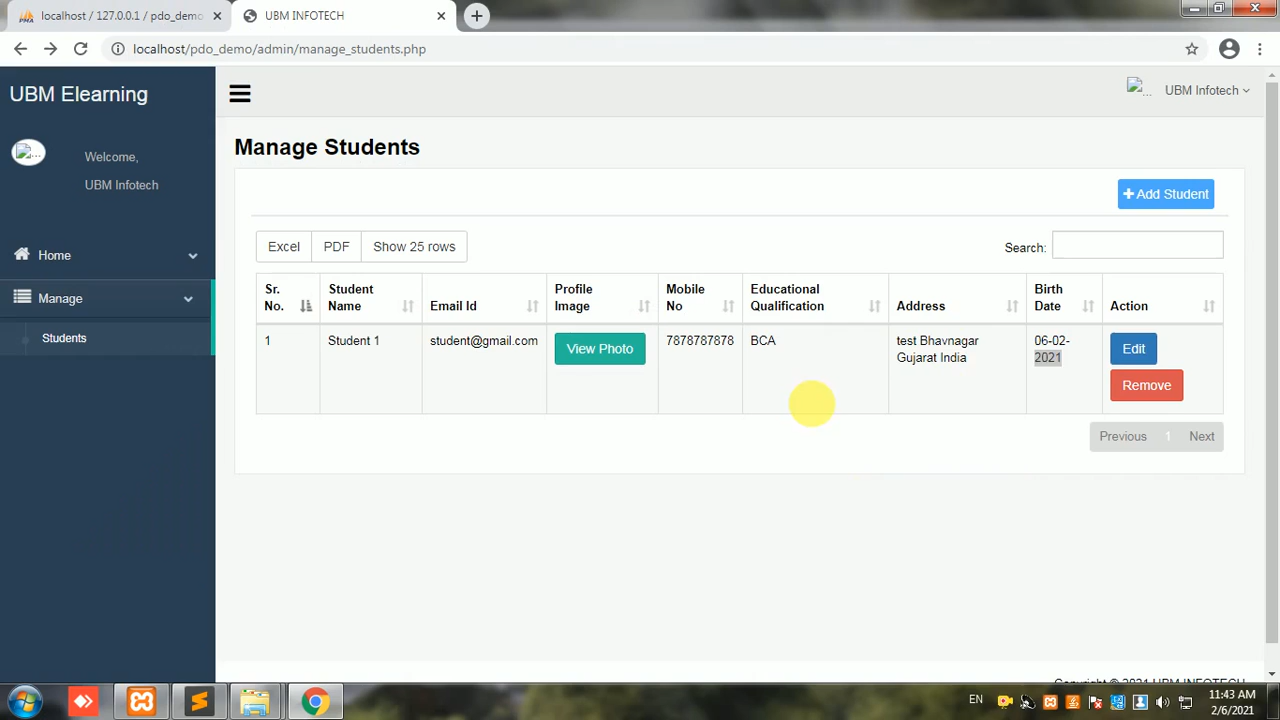 localhost / 127.0.0.1 / pdo_demo
UBM INFOTECH
localhost/pdo_demo/admin/manage_students.php
UBM Elearning
UBM Infotech
Welcome,
UBM Infotech
Home
Manage
Students
Manage Students
Add Student
Excel
PDF
Show 25 rows
Search:
Sr. No.
Student Name
Email Id
Profile Image
Mobile No
Educational Qualification
Address
Birth Date
Action
1
Student 1
student@gmail.com
View Photo
7878787878
BCA
test Bhavnagar
Gujarat India
06-02-
2021
Edit
Remove
Previous
1
Next
Copyright © 2021 UBM INFOTECH
EN
11:43 AM
2/6/2021